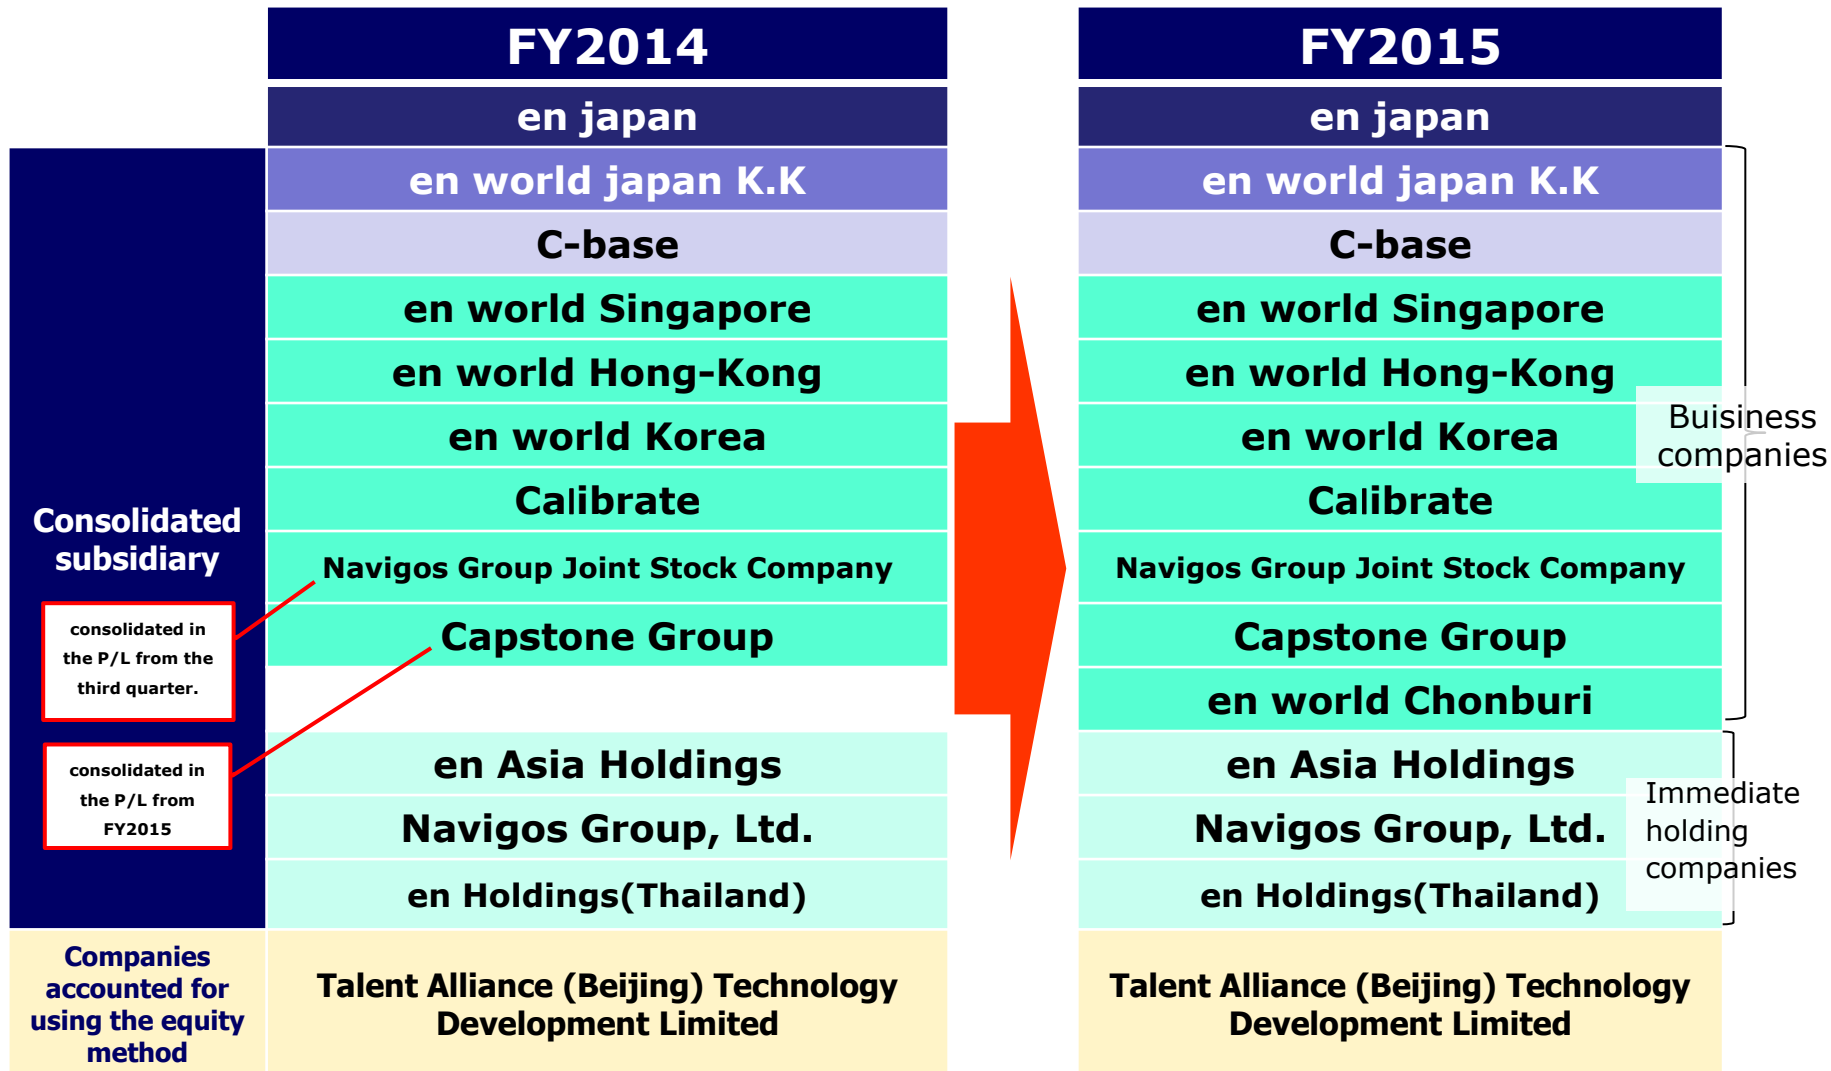 FY2014
FY2015
en japan
en japan
en world japan K.K
en world japan K.K
C-base
C-base
en world Singapore
en world Singapore
en world Hong-Kong
en world Hong-Kong
en world Korea
en world Korea
Calibrate
Calibrate
Navigos Group Joint Stock Company
Navigos Group Joint Stock Company
Capstone Group
Capstone Group
en world Chonburi
en Asia Holdings
en Asia Holdings
Navigos Group, Ltd.
Navigos Group, Ltd.
en Holdings(Thailand)
en Holdings(Thailand)
Consolidated
subsidiary
consolidated in
the P/L from the
third quarter.
consolidated in
the P/L from
FY2015
Buisiness
companies
Immediate
holding
companies
Companies
accounted for
using the equity
method
Talent Alliance (Beijing) Technology
Development Limited
Talent Alliance (Beijing) Technology
Development Limited